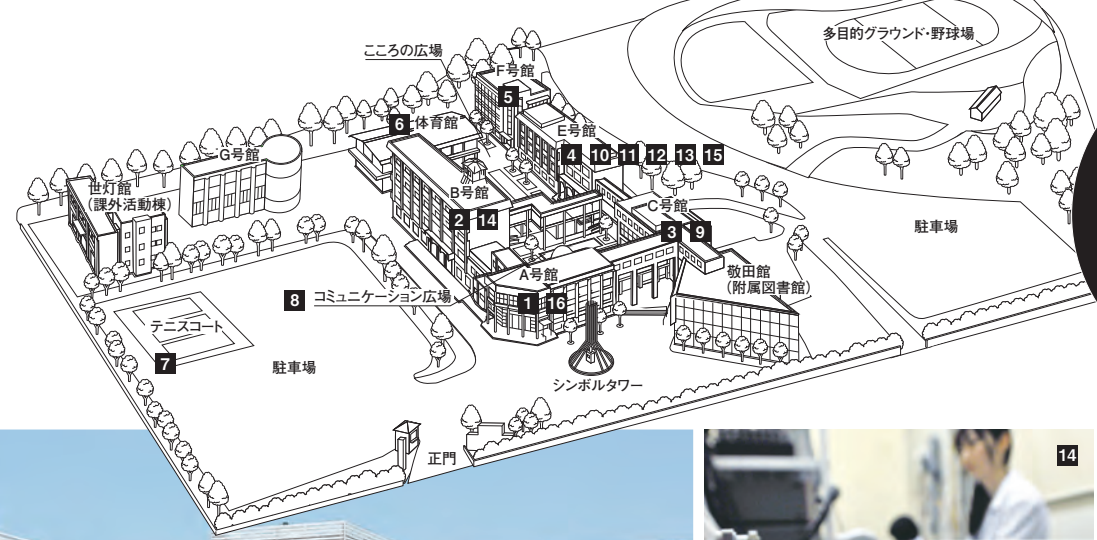 多目的グラウンド・野球場
こころの広場
F号館
5
6 体育館
E号館
4 10 11 12 13 15
G号館
世灯館
（課外活動棟）
B号館
2 14
C号館
3 9
駐車場
敬田館
（附属図書館）
A号館
1 16
8 コミュニケーション広場
テニスコート
7
駐車場
シンボルタワー
正門
14